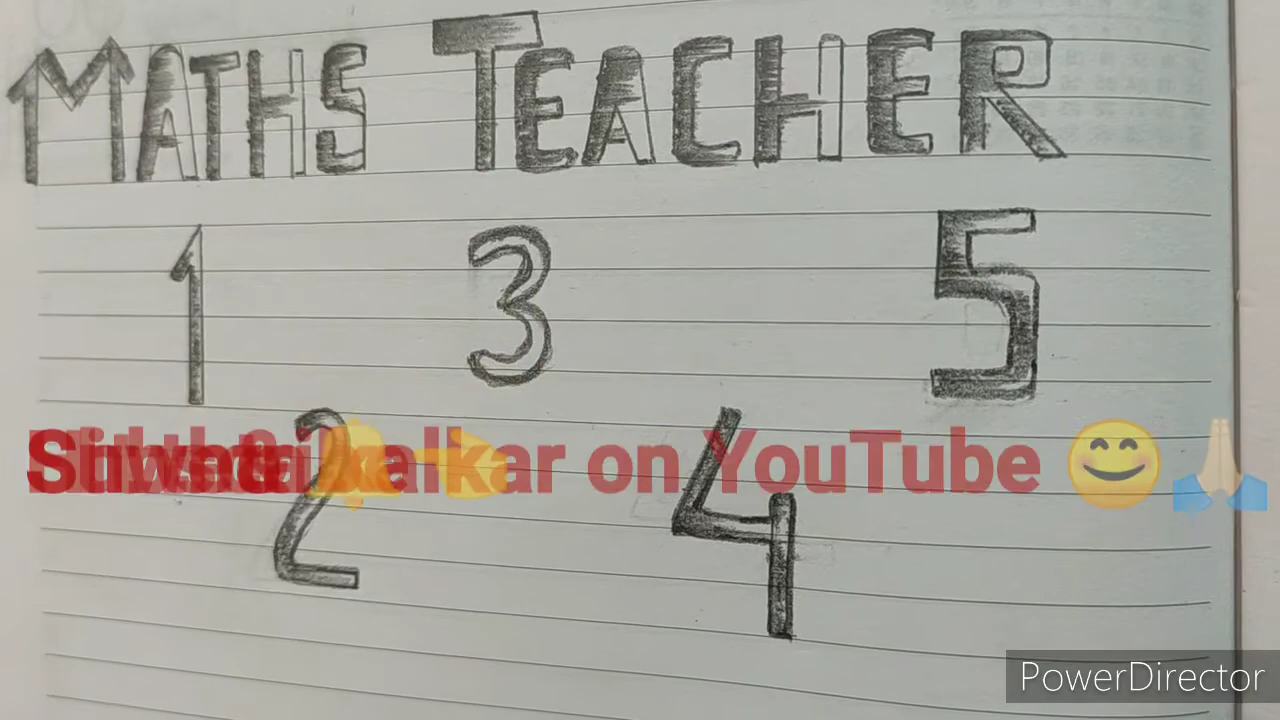 MATHS TEACHER
1 3 5
on YouTube 😊🙏🏻
2 4
PowerDirector